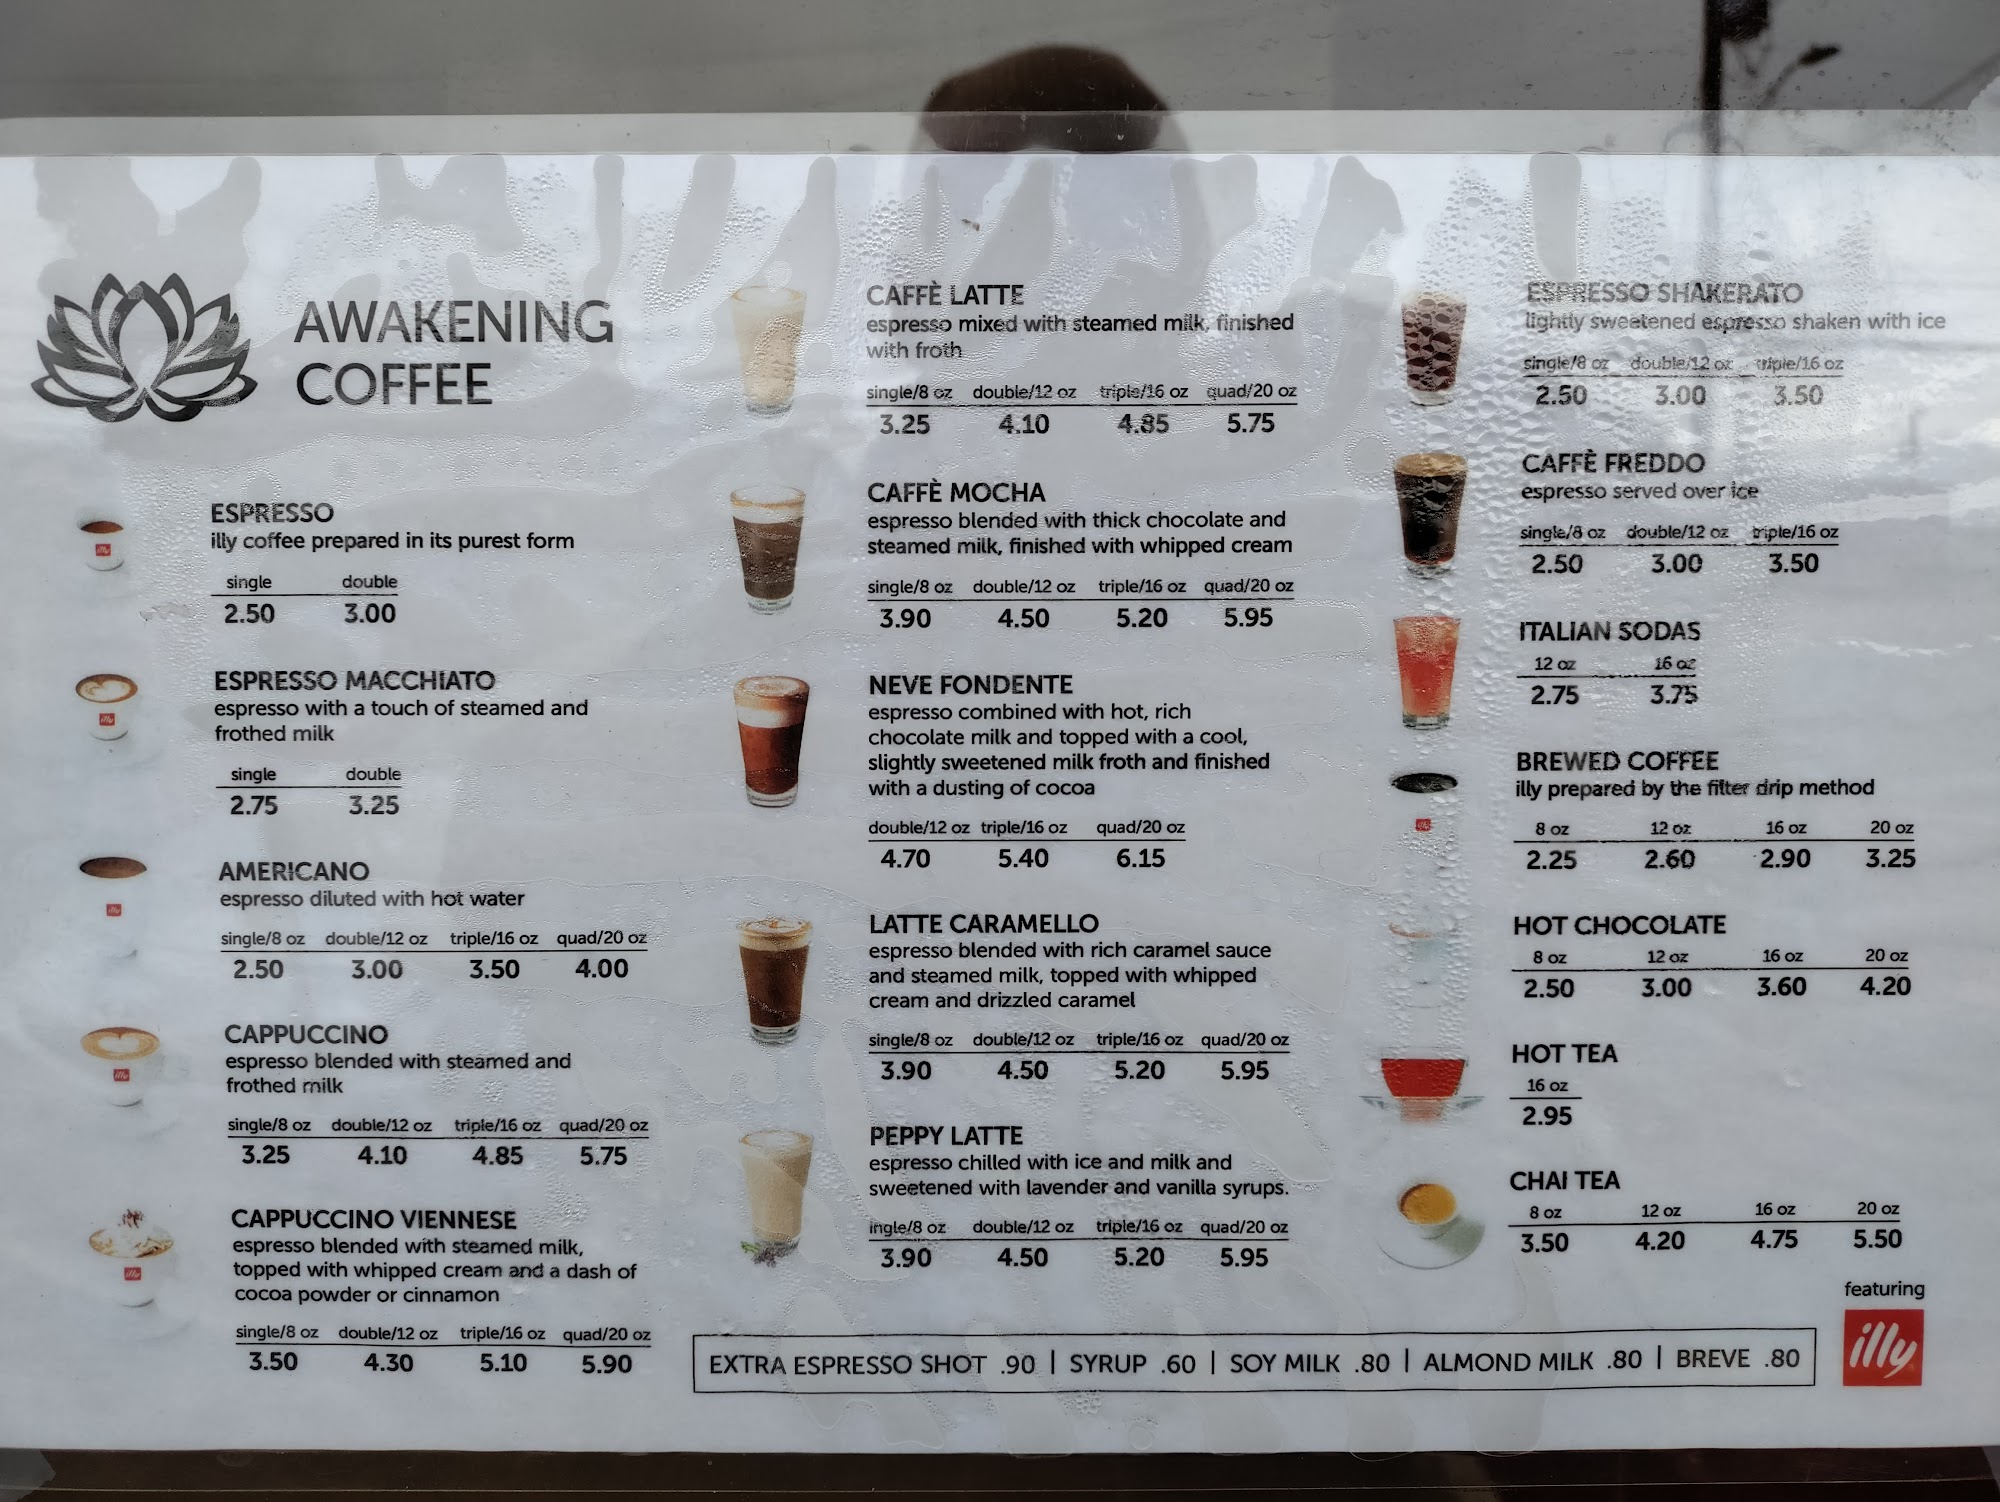 AWAKENING
COFFEE
ESPRESSO
illy coffee prepared in its purest form
single double
2.50 3.00
ESPRESSO MACCHIATO
espresso with a touch of steamed and
frothed milk
single double
2.75 3.25
AMERICANO
espresso diluted with hot water
single/8 oz double/12 oz triple/16 oz quad/20 oz
2.50 3.00 3.50 4.00
CAPPUCCINO
espresso blended with steamed and
frothed milk
single/8 oz double/12 oz triple/16 oz quad/20 oz
3.25 4.10 4.85 5.75
CAPPUCCINO VIENNESE
espresso blended with steamed milk,
topped with whipped cream and a dash of
cocoa powder or cinnamon
single/8 oz double/12 oz triple/16 oz quad/20 oz
3.50 4.30 5.10 5.90
CAFFÈ LATTE
espresso mixed with steamed milk, finished
with froth
single/8 oz double/12 oz triple/16 oz quad/20 oz
3.25 4.10 4.85 5.75
CAFFÈ MOCHA
espresso blended with thick chocolate and
steamed milk, finished with whipped cream
single/8 oz double/12 oz triple/16 oz quad/20 oz
3.90 4.50 5.20 5.95
NEVE FONDENTE
espresso combined with hot, rich
chocolate milk and topped with a cool,
slightly sweetened milk froth and finished
with a dusting of cocoa
double/12 oz triple/16 oz quad/20 oz
4.70 5.40 6.15
LATTE CARAMELLO
espresso blended with rich caramel sauce
and steamed milk, topped with whipped
cream and drizzled caramel
single/8 oz double/12 oz triple/16 oz quad/20 oz
3.90 4.50 5.20 5.95
PEPPY LATTE
espresso chilled with ice and milk and
sweetened with lavender and vanilla syrups.
ingle/8 oz double/12 oz triple/16 oz quad/20 oz
3.90 4.50 5.20 5.95
ESPRESSO SHAKERATO
lightly sweetened espresso shaken with ice
single/8 oz double/12 oz triple/16 oz
2.50 3.00 3.50
CAFFÈ FREDDO
espresso served over ice
single/8 oz double/12 oz triple/16 oz
2.50 3.00 3.50
ITALIAN SODAS
12 oz 16 oz
2.75 3.75
BREWED COFFEE
illy prepared by the filter drip method
8 oz 12 oz 16 oz 20 oz
2.25 2.60 2.90 3.25
HOT CHOCOLATE
8 oz 12 oz 16 oz 20 oz
2.50 3.00 3.60 4.20
HOT TEA
16 oz
2.95
CHAI TEA
8 oz 12 oz 16 oz 20 oz
3.50 4.20 4.75 5.50
EXTRA ESPRESSO SHOT .90 | SYRUP .60 | SOY MILK .80 | ALMOND MILK .80 | BREVE .80
featuring
illy